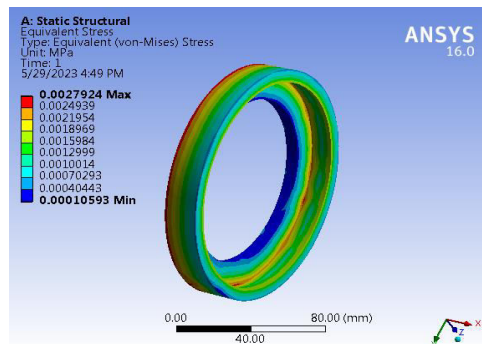 A: Static Structural
Equivalent Stress
Type: Equivalent (von-Mises) Stress
Unit: MPa
Time: 1
5/29/2023 4:49 PM
0.0027924 Max
0.0024939
0.0021954
0.0018969
0.0015984
0.0012999
0.0010014
0.00070293
0.00040443
0.00010593 Min
ANSYS
16.0
0.00
80.00 (mm)
40.00
X
Z